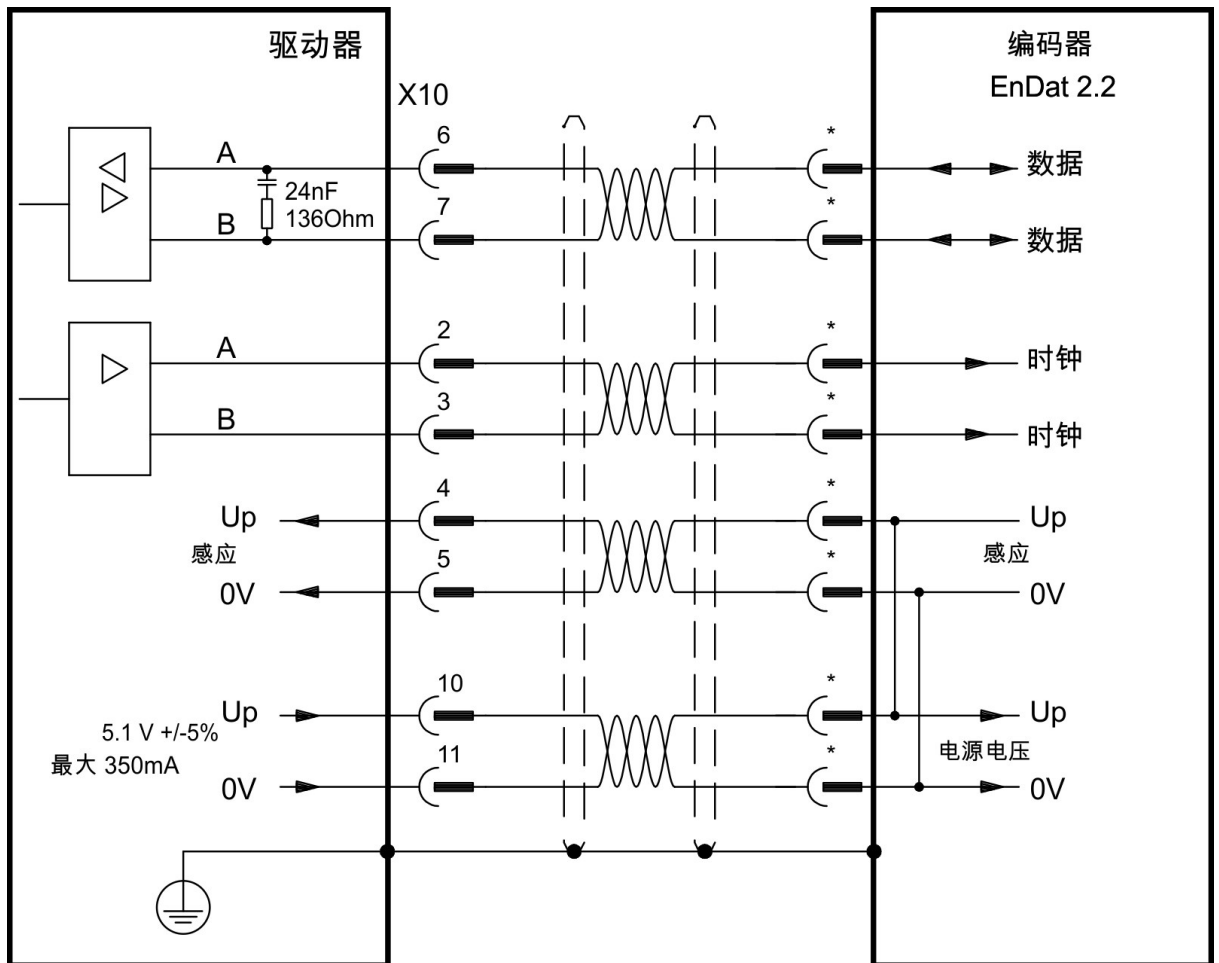 驱动器
编码器
EnDat 2.2
X10
A
6
*
数据
24nF
136Ohm
B
7
*
数据
A
2
*
时钟
B
3
*
时钟
Up
4
*
Up
感应
感应
0V
5
*
0V
Up
10
*
Up
5.1 V +/-5%
最大 350mA
电源电压
0V
11
*
0V